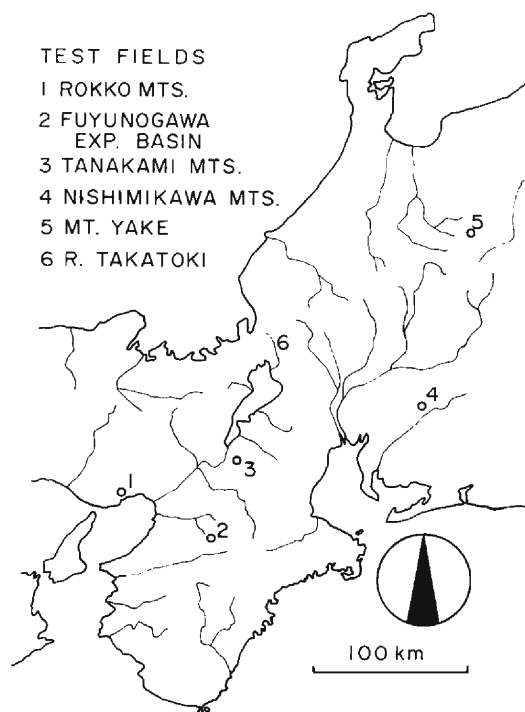 TEST FIELDS
1 ROKKO MTS.
2 FUYUNOGAWA
EXP. BASIN
3 TANAKAMI MTS.
4 NISHIMIKAWA MTS.
5 MT. YAKE
6 R. TAKATOKI
5
6
4
3
1
2
100 km